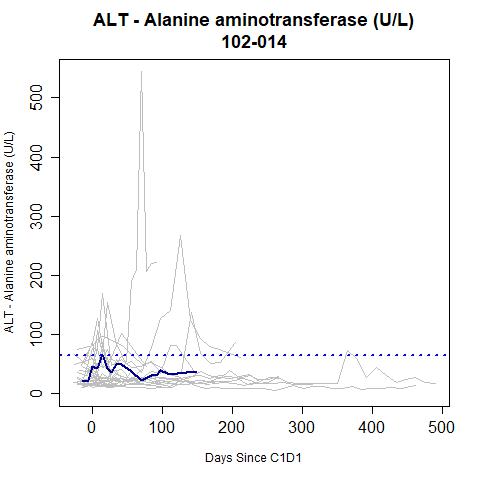 ALT - Alanine aminotransferase (U/L)
102-014
ALT - Alanine aminotransferase (U/L)
500
400
300
200
100
0
0 100 200 300 400 500
Days Since C1D1